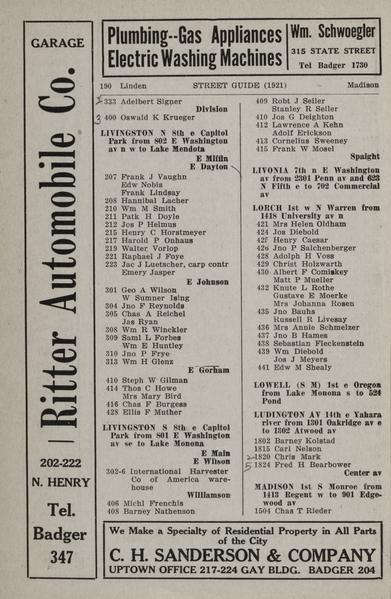 GARAGE
Ritter Automobile Co.
202-222
N. HENRY
Tel.
Badger
347
Plumbing--Gas Appliances
Electric Washing Machines
Wm. Schwoegler
315 STATE STREET
Tel Badger 1730
190 Linden STREET GUIDE (1921) Madison
333 Adelbert Signer
Division
3 400 Oswald K Krueger
LIVINGSTON N 8th e Capitol
Park from 802 E Washington
av n w to Lake Mendota
E Mifflin
E Dayton
207 Frank J Vaughn
Edw Nobis
Frank Lindsay
208 Hannibal Lacher
210 Wm M Smith
211 Patk H Doyle
212 Jos P Helmus
215 Henry C Horstmeyer
217 Harold P Onhaus
219 Walter Vorlop
221 Raphael J Foye
223 Jac J Luetscher, carp contr
Emery Jasper
E Johnson
301 Geo A Wilson
W Sumner Ising
304 Jno F Reynolds
305 Chas A Reichel
Jas Ryan
308 Wm R Winckler
309 Saml L Forbes
Wm E Huntley
310 Jno P Frye
313 Wm H Glenz
E Gorham
410 Steph W Gilman
414 Thos C Howe
Mrs Mary Bird
416 Chas F Burgess
428 Ellis F Muther
LIVINGSTON S 8th e Capitol
Park from 801 E Washington
av se to Lake Monona
E Main
E Wilson
302-6 International Harvester
Co of America ware-
house
Williamson
406 Michl Frenchis
408 Barney Nathenson
409 Robt J Seiler
Stanley R Seiler
410 Jos G Deighton
412 Lawrence A Kehn
Adolf Erickson
413 Cornelius Sweeney
415 Frank W Mosel
Spaight
LIVONIA 7th n E Washington
av from 2301 Penn av and 623
N Fifth e to 702 Commercial
av
LORCH 1st w N Warren from
1418 University av n
421 Mrs Helen Oldham
424 Jos Diebold
425 Henry Caesar
426 Jno P Salchenberger
428 Adolph H Voss
429 Christ Holzwarth
430 Albert F Comiskey
Matt P Mueller
432 Knute L Rothe
Gustave E Moerke
Mrs Johanna Rosen
435 Jno Bauhs
Russell R Livesay
436 Mrs Annie Schmelzer
437 Jno B Hames
438 Sebastian Fleckenstein
439 Wm Diebold
Jos J Meyers
441 Edw M Shealy
LOWELL (S M) 1st e Oregon
from Lake Monona s to 524
Pond
LUDINGTON AV 14th e Yahara
river from 1301 Oakridge av e
to 1302 Atwood av
1802 Barney Kolstad
1815 Carl Nelson
1820 Chris Mark
5 1824 Fred H Bearower
Center av
MADISON 1st S Monroe from
1413 Regent w to 901 Edge-
wood av
1504 Chas T Rieder
We Make a Specialty of Residential Property in All Parts
of the City
C. H. SANDERSON & COMPANY
UPTOWN OFFICE 217-224 GAY BLDG. BADGER 204